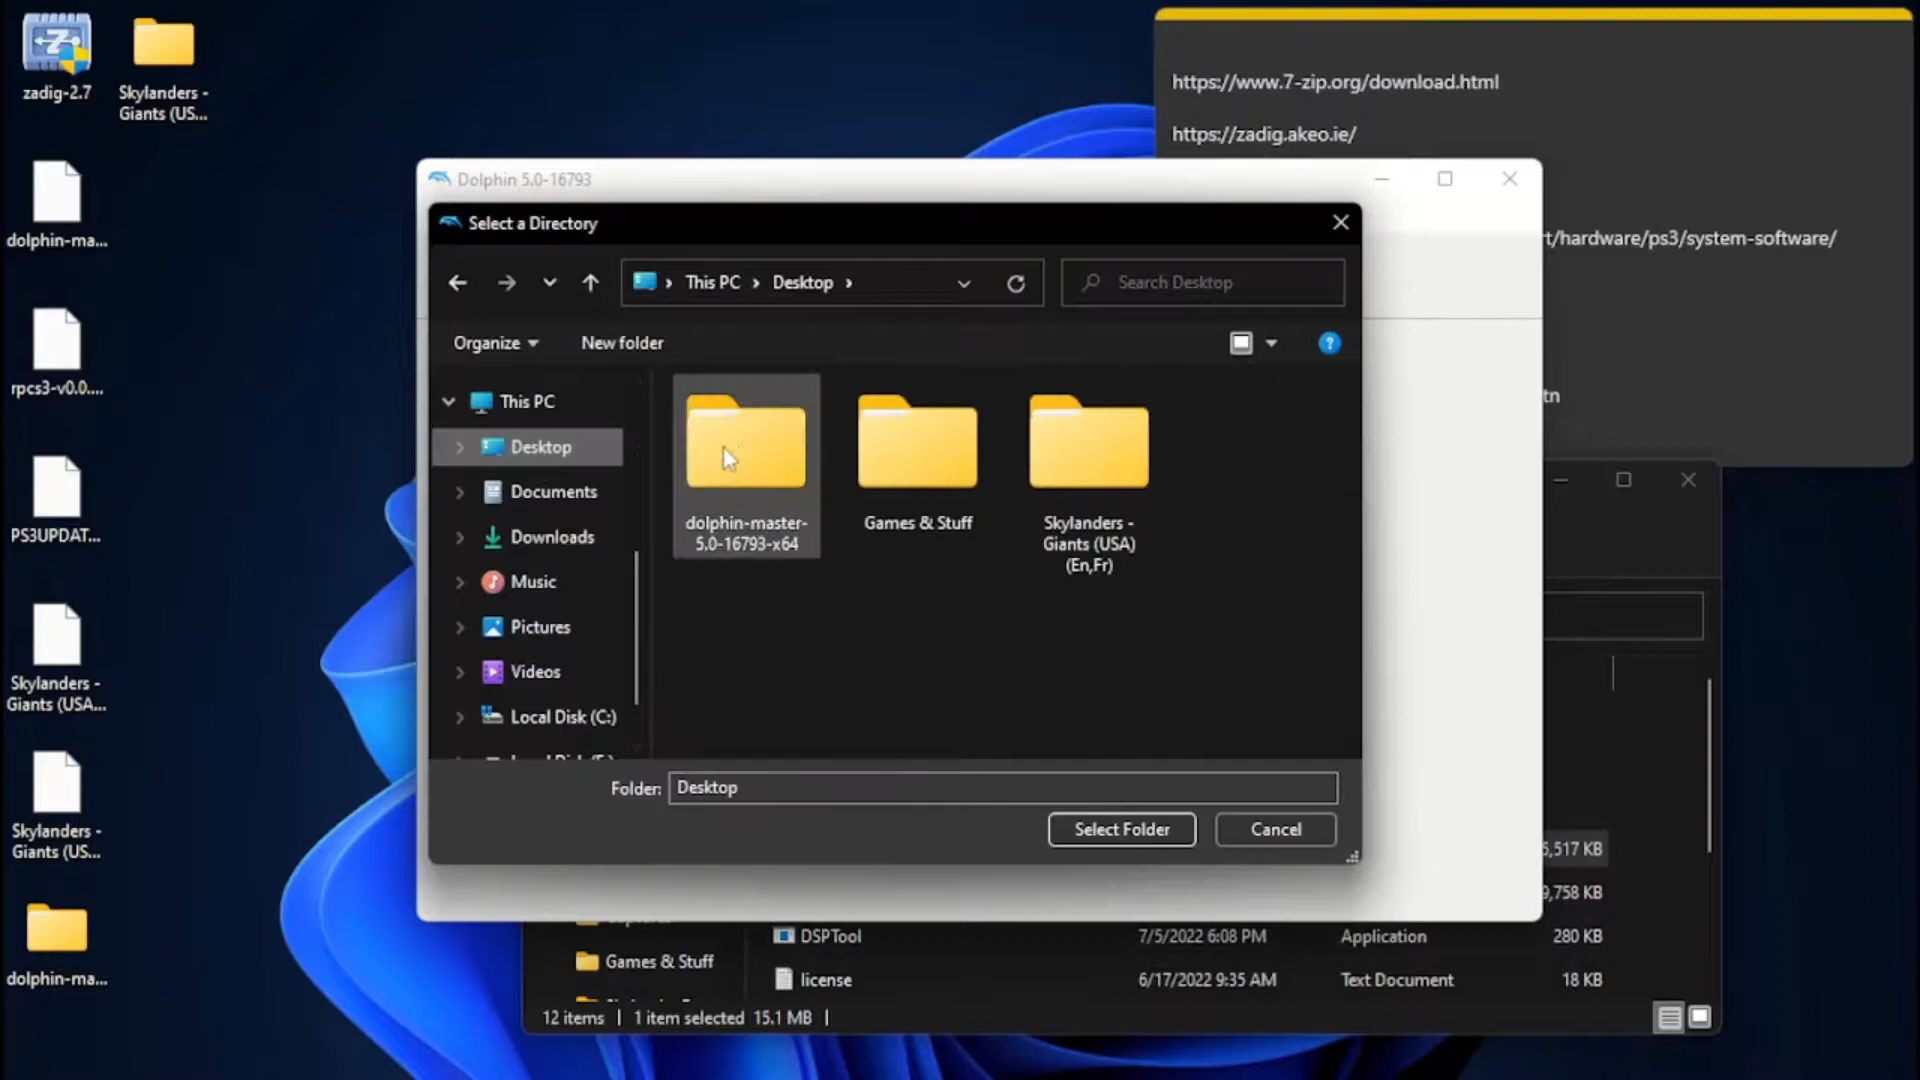 zadig-2.7
Skylanders -
Giants (US...
dolphin-ma...
rpcs3-v0.0....
PS3UPDAT...
Skylanders -
Giants (USA...
Skylanders -
Giants (US...
dolphin-ma...
https://www.7-zip.org/download.html
https://zadig.akeo.ie/
t/hardware/ps3/system-software/
tn
Dolphin 5.0-16793
Select a Directory
This PC
Desktop
Search Desktop
Organize
New folder
?
This PC
Desktop
Documents
Downloads
Music
Pictures
Videos
Local Disk (C:)
dolphin-master-
5.0-16793-x64
Games & Stuff
Skylanders -
Giants (USA)
(En,Fr)
Folder:
Desktop
Select Folder
Cancel
5,517 KB
9,758 KB
DSPTool
7/5/2022 6:08 PM
Application
280 KB
Games & Stuff
license
6/17/2022 9:35 AM
Text Document
18 KB
12 items
1 item selected 15.1 MB